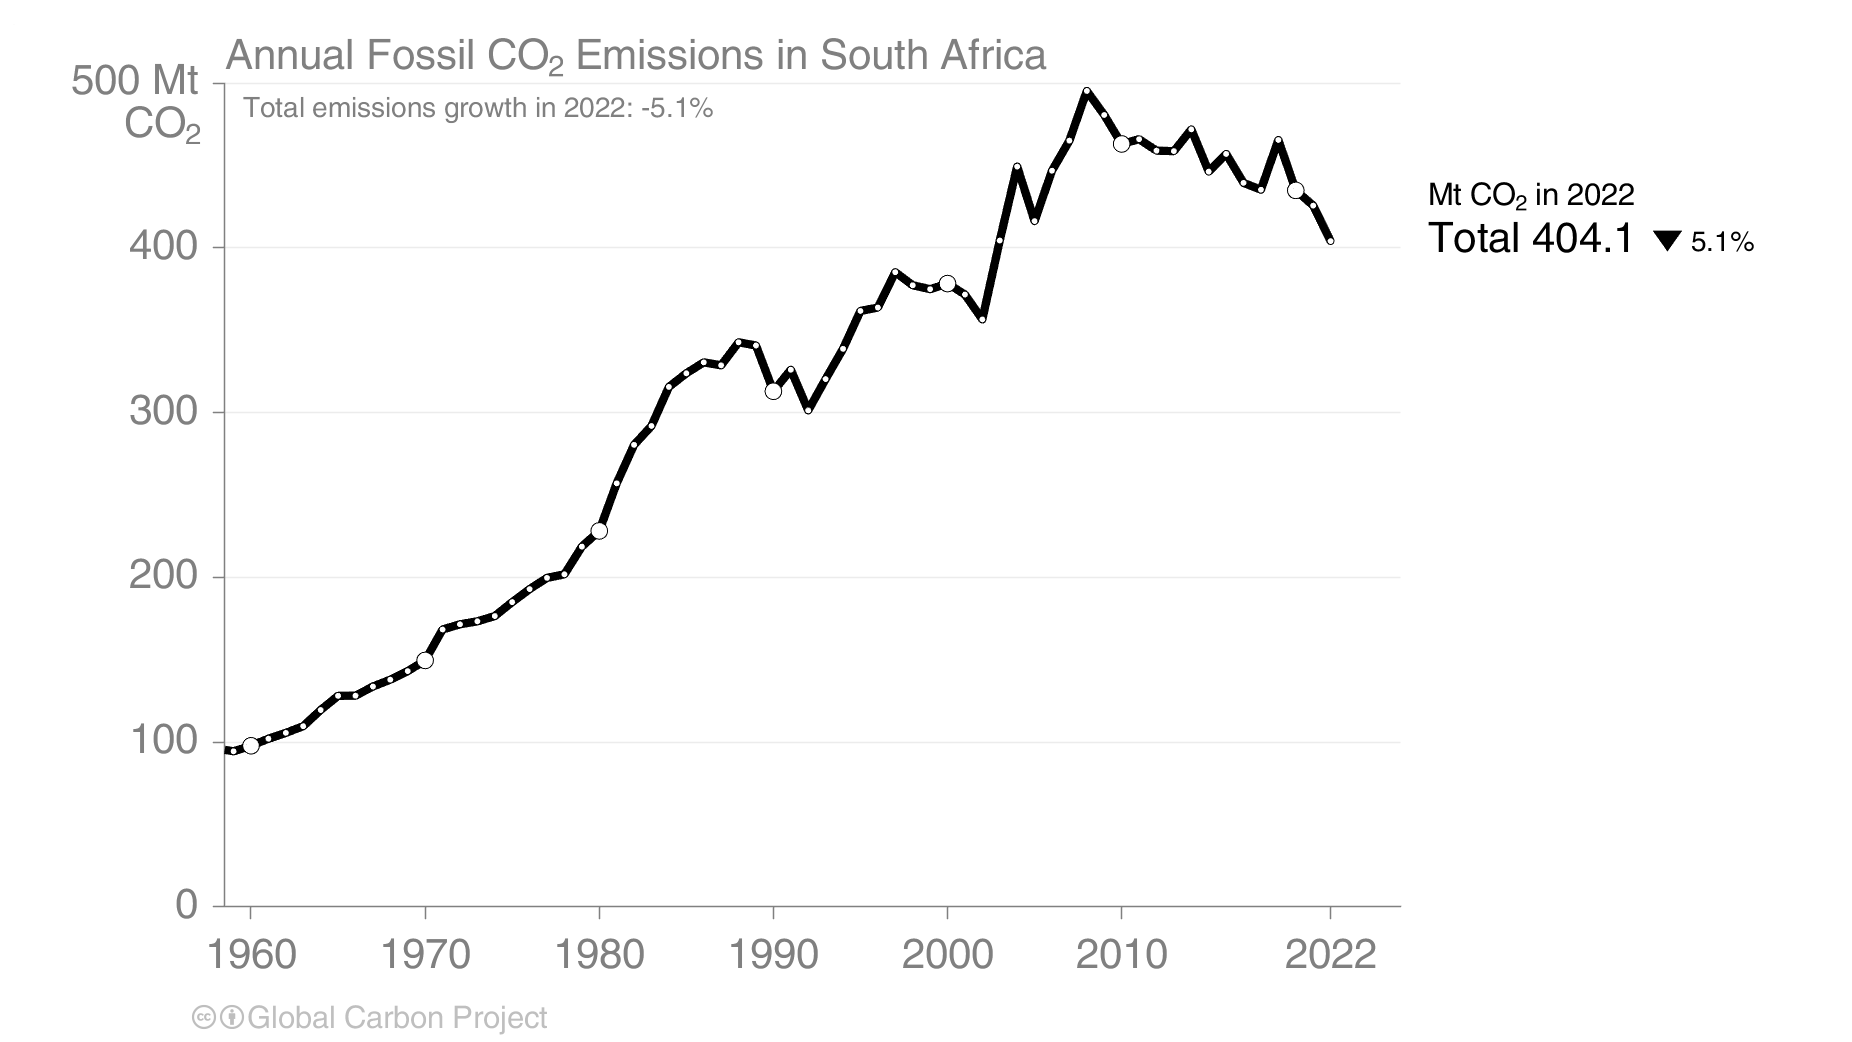 Annual Fossil CO₂ Emissions in South Africa
500 Mt
CO₂
Total emissions growth in 2022: -5.1%
Mt CO₂ in 2022
Total 404.1 ▼ 5.1%
400
300
200
100
0
1960 1970 1980 1990 2000 2010 2022
cc Global Carbon Project